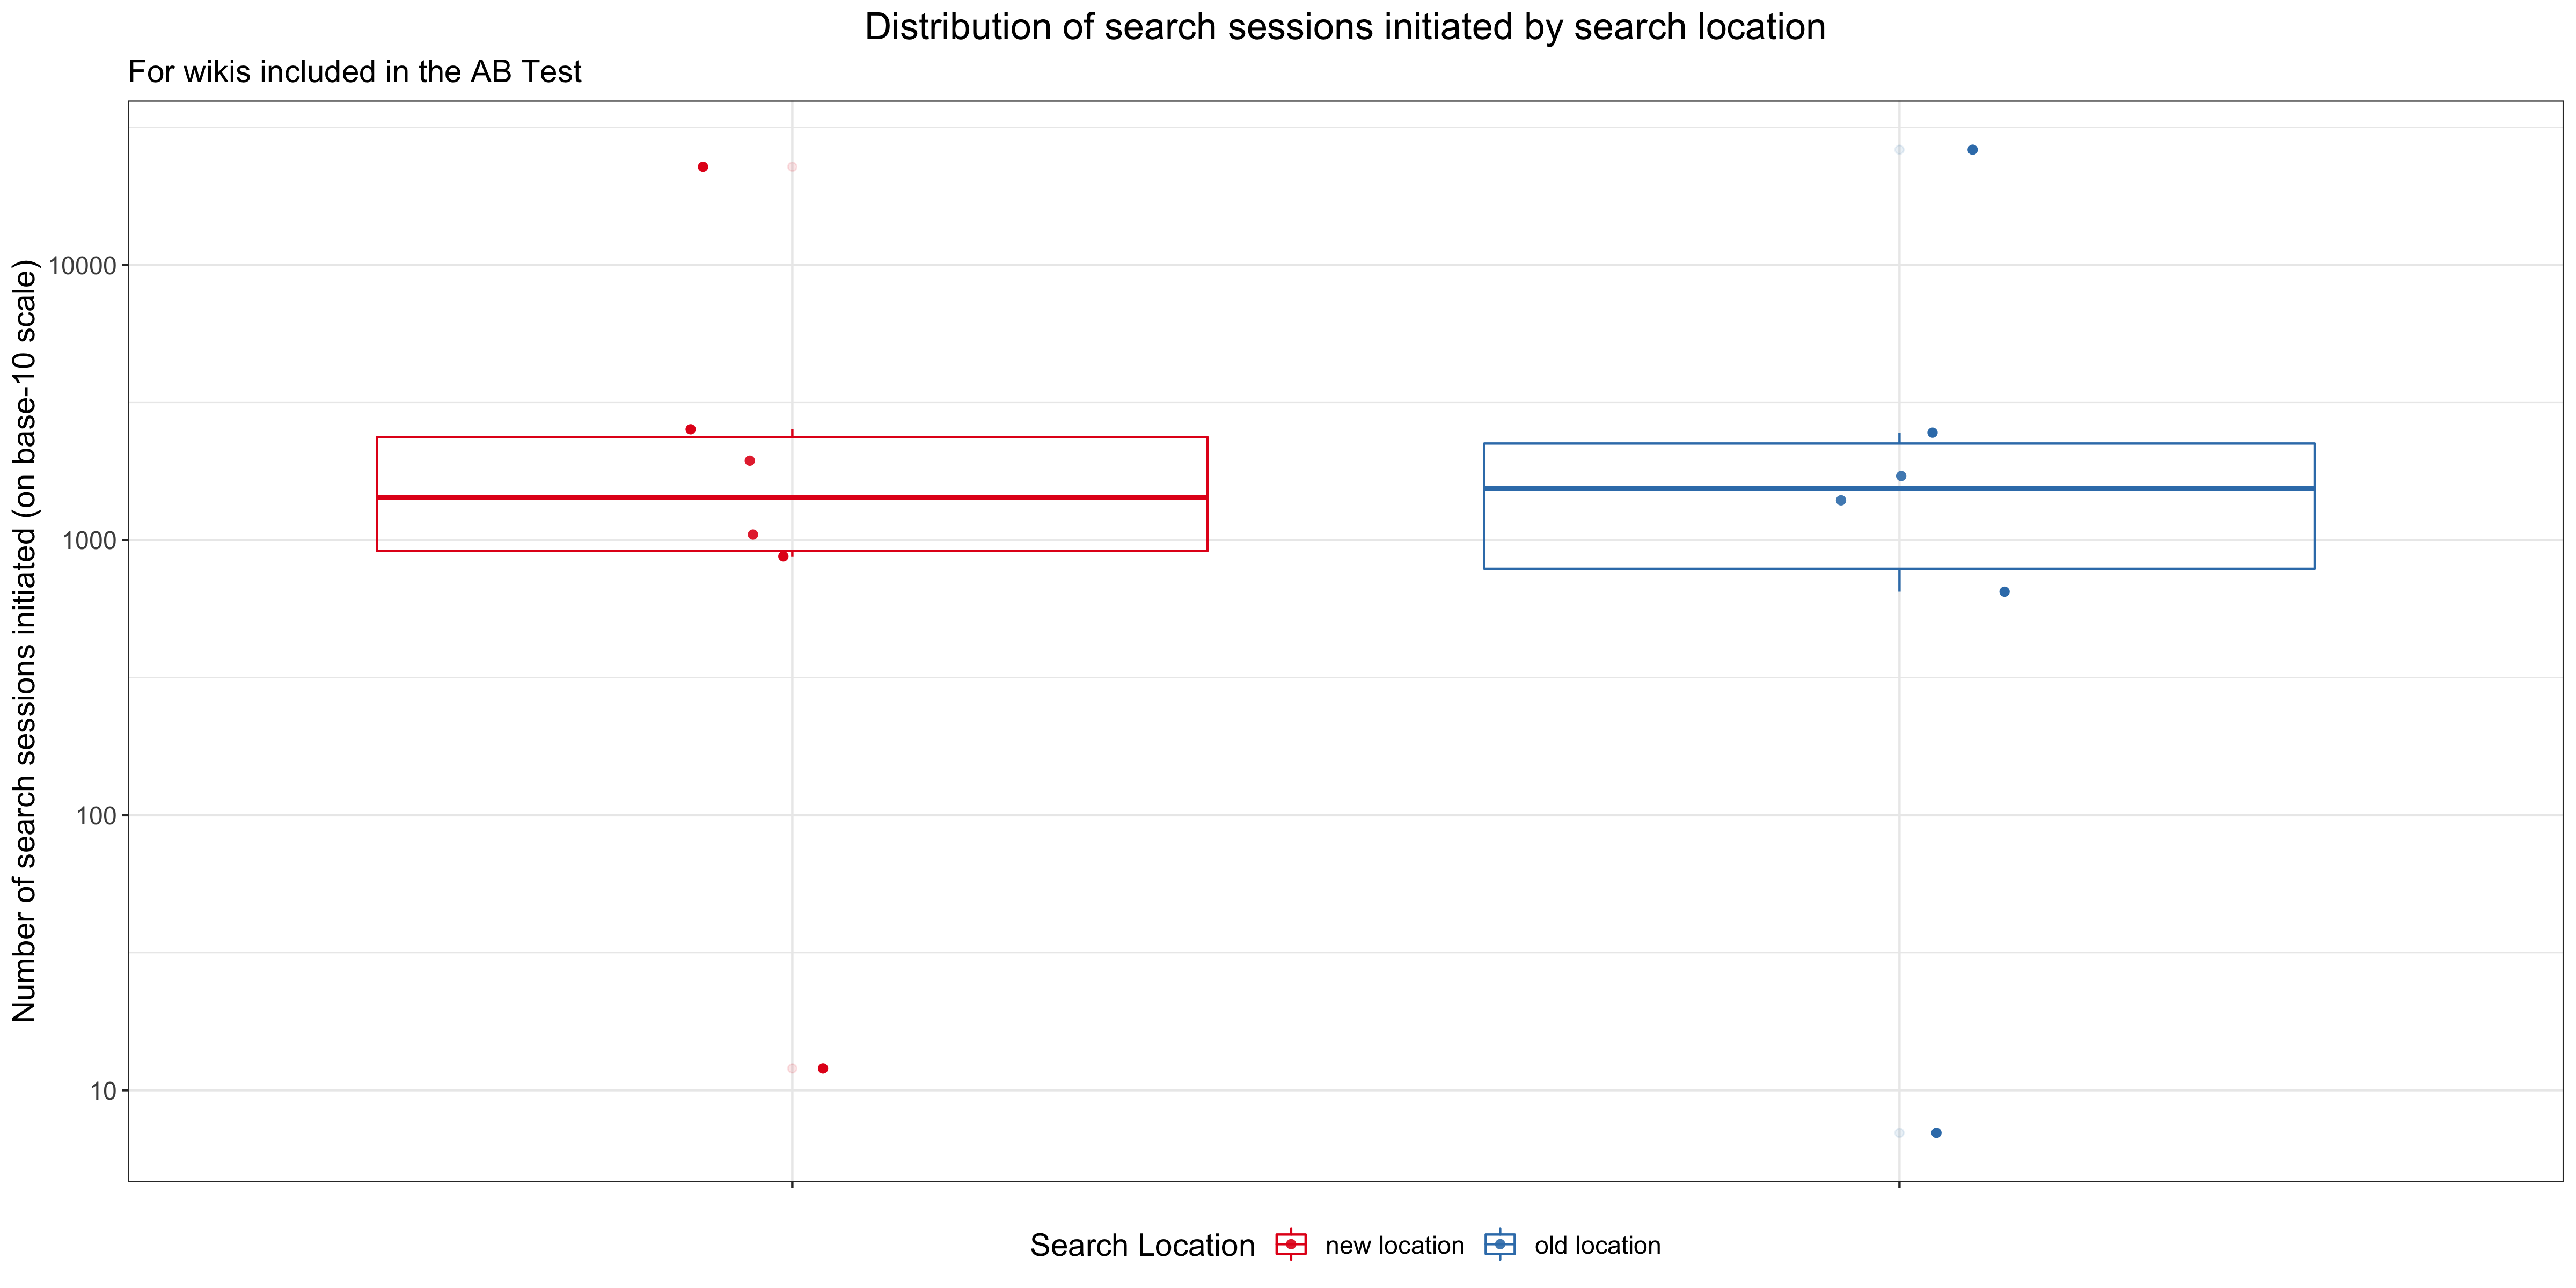 Distribution of search sessions initiated by search location
For wikis included in the AB Test
Number of search sessions initiated (on base-10 scale)
10000
1000
100
10
Search Location
new location
old location